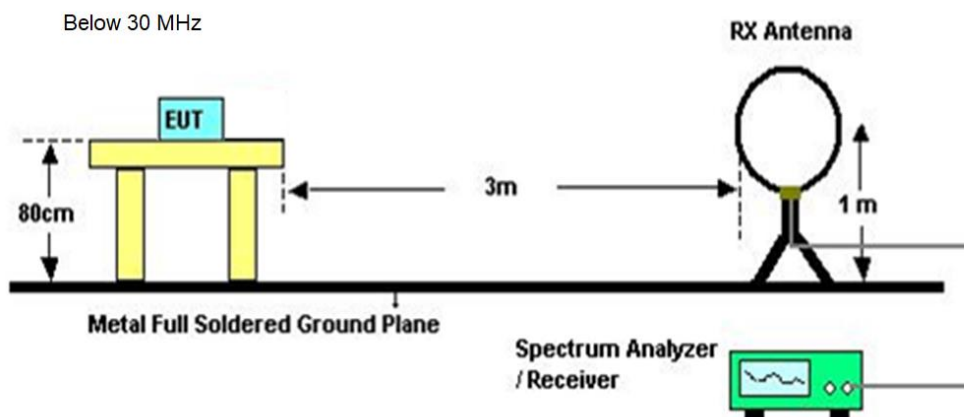 Below 30 MHz
RX Antenna
EUT
80cm
3m
1 m
Metal Full Soldered Ground Plane
Spectrum Analyzer
/ Receiver